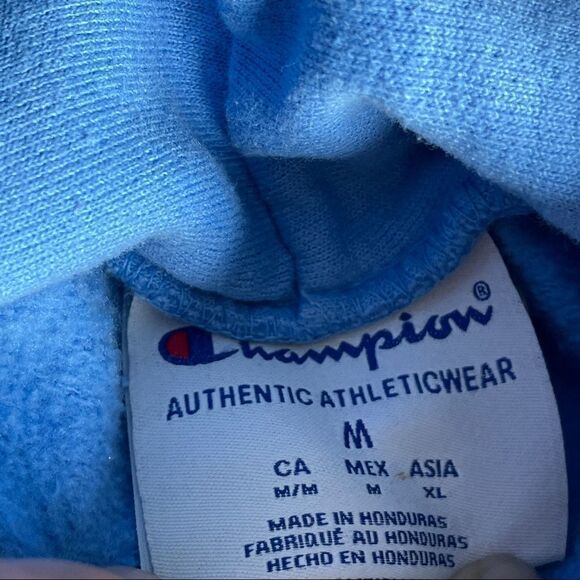 Champion®
AUTHENTIC ATHLETICWEAR
M
CA MEX ASIA
M/M M XL
MADE IN HONDURAS
FABRIQUÉ AU HONDURAS
HECHO EN HONDURAS